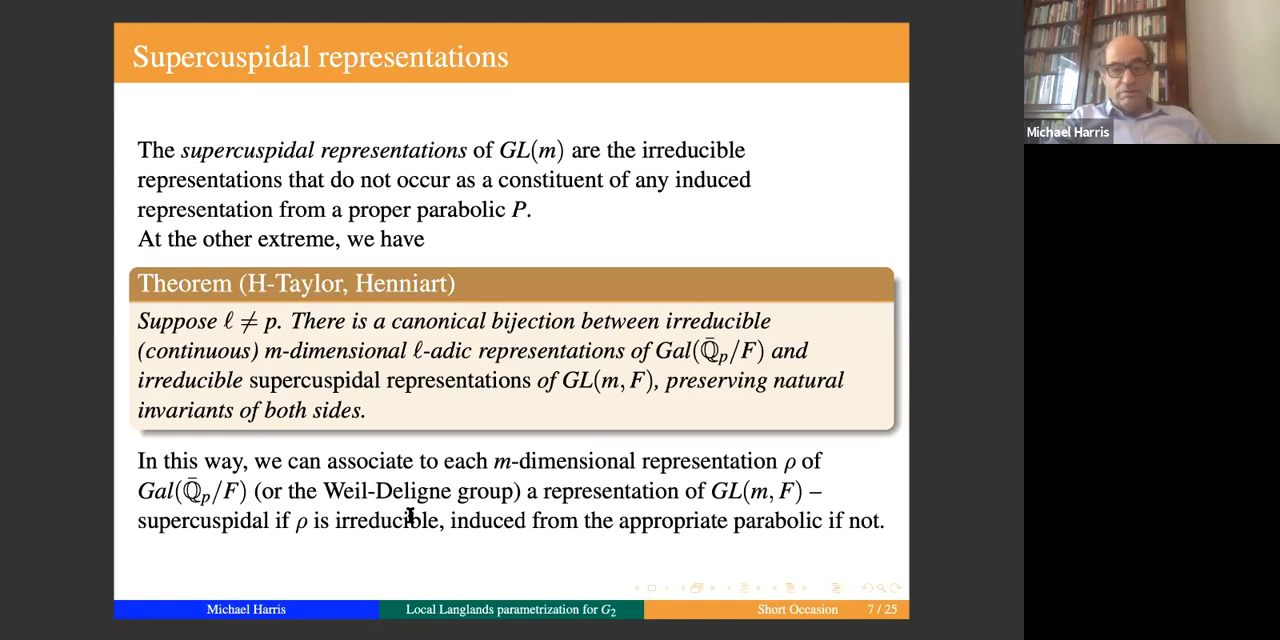 Supercuspidal representations
The supercuspidal representations of GL(m) are the irreducible
representations that do not occur as a constituent of any induced
representation from a proper parabolic P.
At the other extreme, we have
Theorem (H-Taylor, Henniart)
Suppose ℓ ≠ p. There is a canonical bijection between irreducible
(continuous) m-dimensional ℓ-adic representations of Gal(ℚ̄ₚ/F) and
irreducible supercuspidal representations of GL(m, F), preserving natural
invariants of both sides.
In this way, we can associate to each m-dimensional representation ρ of
Gal(ℚ̄ₚ/F) (or the Weil-Deligne group) a representation of GL(m, F) –
supercuspidal if ρ is irreducible, induced from the appropriate parabolic if not.
Michael Harris
Local Langlands parametrization for G₂
Short Occasion
7 / 25
Michael Harris